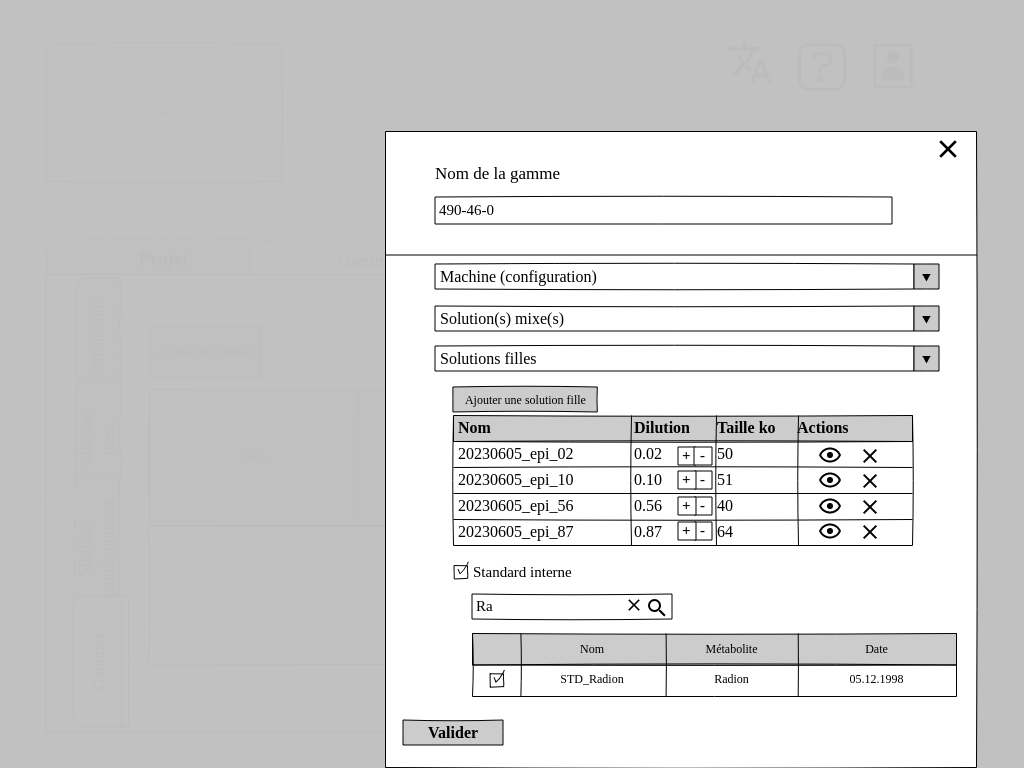 Projet
Nom de la gamme
490-46-0
Machine (configuration)
Solution(s) mixe(s)
Solutions filles
Ajouter une solution fille
Nom Dilution Taille ko Actions
20230605_epi_02 0.02 + - 50
20230605_epi_10 0.10 + - 51
20230605_epi_56 0.56 + - 40
20230605_epi_87 0.87 + - 64
Standard interne
Ra
Nom Métabolite Date
STD_Radion Radion 05.12.1998
Valider